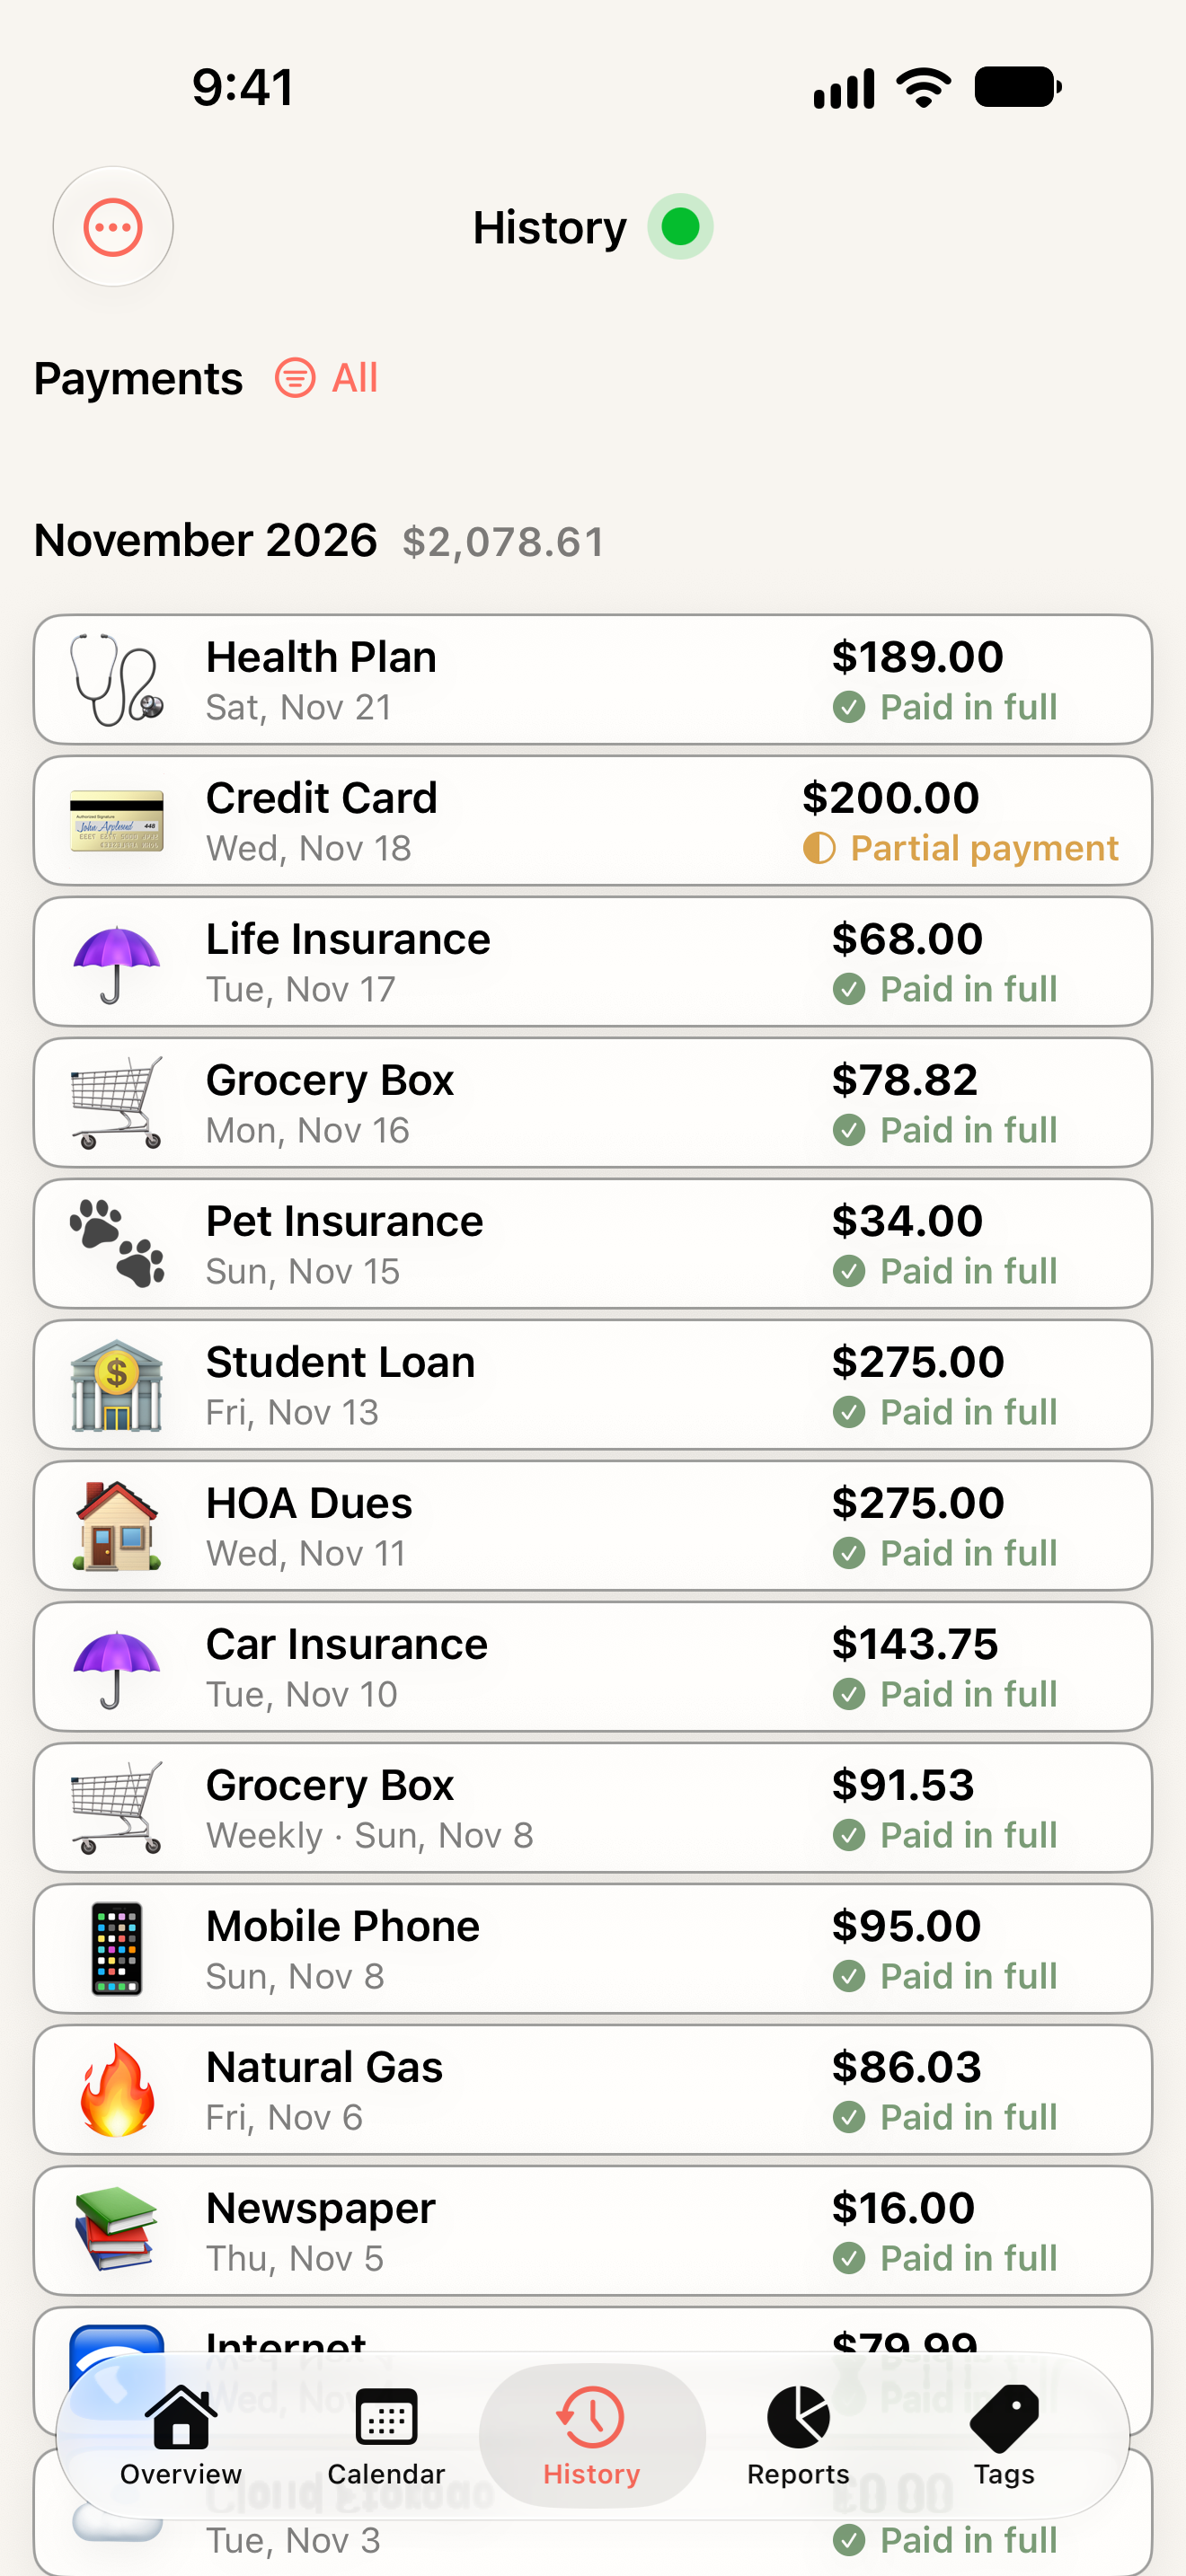 9:41
History
Payments All
November 2026 $2,078.61
Health Plan $189.00
Sat, Nov 21 Paid in full
Credit Card $200.00
Wed, Nov 18 Partial payment
Life Insurance $68.00
Tue, Nov 17 Paid in full
Grocery Box $78.82
Mon, Nov 16 Paid in full
Pet Insurance $34.00
Sun, Nov 15 Paid in full
Student Loan $275.00
Fri, Nov 13 Paid in full
HOA Dues $275.00
Wed, Nov 11 Paid in full
Car Insurance $143.75
Tue, Nov 10 Paid in full
Grocery Box $91.53
Weekly · Sun, Nov 8 Paid in full
Mobile Phone $95.00
Sun, Nov 8 Paid in full
Natural Gas $86.03
Fri, Nov 6 Paid in full
Newspaper $16.00
Thu, Nov 5 Paid in full
Internet $79.99
Wed, Nov Paid in
Overview Calendar History Reports Tags
Tue, Nov 3 Paid in full